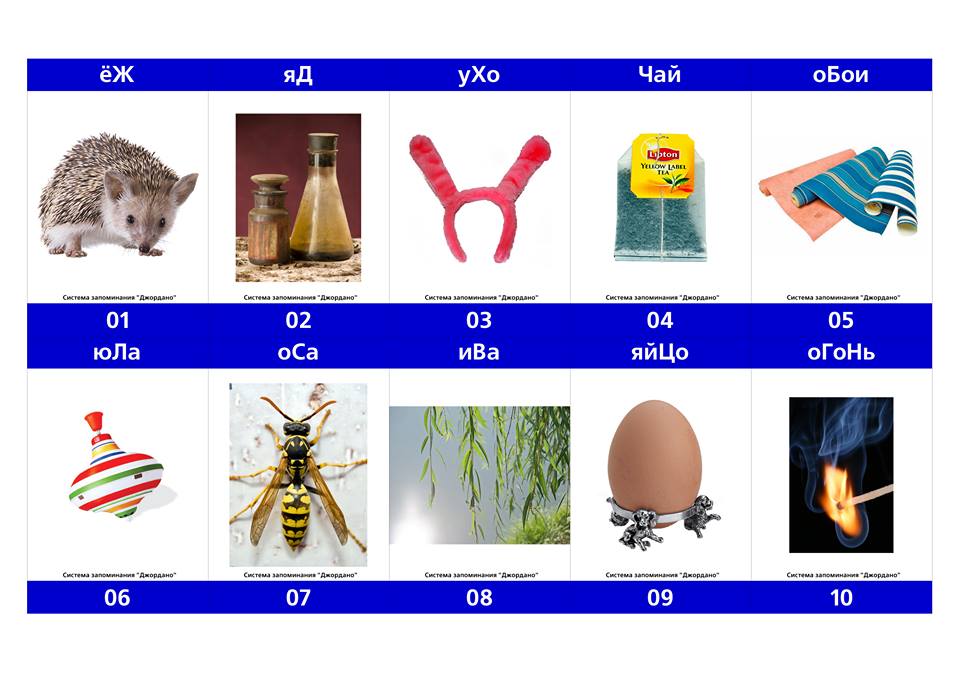 ёЖ яД уХо Чай оБои
Lipton
YELLOW LABEL
TEA
Система запоминания "Джордано" Система запоминания "Джордано" Система запоминания "Джордано" Система запоминания "Джордано" Система запоминания "Джордано"
01 02 03 04 05
юЛа оСа иВа яйЦо оГоНь
Система запоминания "Джордано" Система запоминания "Джордано" Система запоминания "Джордано" Система запоминания "Джордано" Система запоминания "Джордано"
06 07 08 09 10